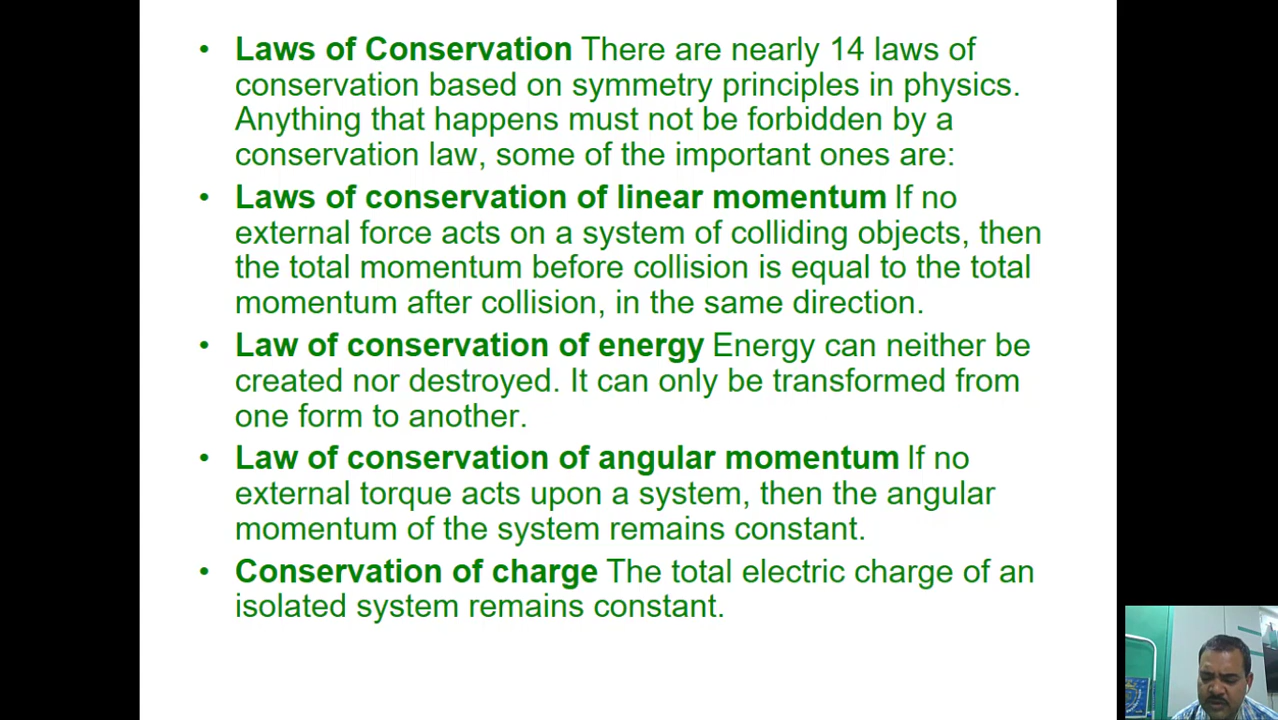 • Laws of Conservation There are nearly 14 laws of
conservation based on symmetry principles in physics.
Anything that happens must not be forbidden by a
conservation law, some of the important ones are:
• Laws of conservation of linear momentum If no
external force acts on a system of colliding objects, then
the total momentum before collision is equal to the total
momentum after collision, in the same direction.
• Law of conservation of energy Energy can neither be
created nor destroyed. It can only be transformed from
one form to another.
• Law of conservation of angular momentum If no
external torque acts upon a system, then the angular
momentum of the system remains constant.
• Conservation of charge The total electric charge of an
isolated system remains constant.